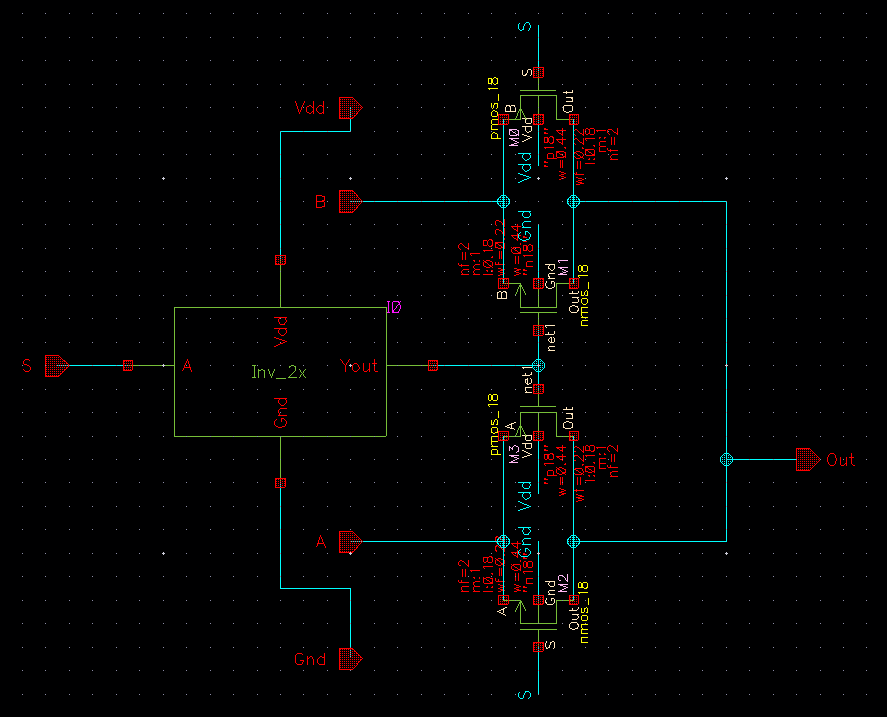 S
S
pmos_18
B
Out
M0
Vdd
Vdd
"p18"
w=0.44
wf=0.22
l:0.18
m:1
nf=2
Vdd
B
Gnd
nf=2
m:1
l:0.18
wf=0.22
w=0.44
"n18"
Gnd
M1
B
Out
nmos_18
net1
I0
Vdd
S
A
Inv_2x
Yout
Gnd
net1
pmos_18
A
Out
M3
Vdd
Vdd
"p18"
w=0.44
wf=0.22
l:0.18
m:1
nf=2
Out
A
Gnd
nf=2
m:1
l:0.18
w=0.44
"n18"
Gnd
M2
A
Out
nmos_18
S
Gnd
S